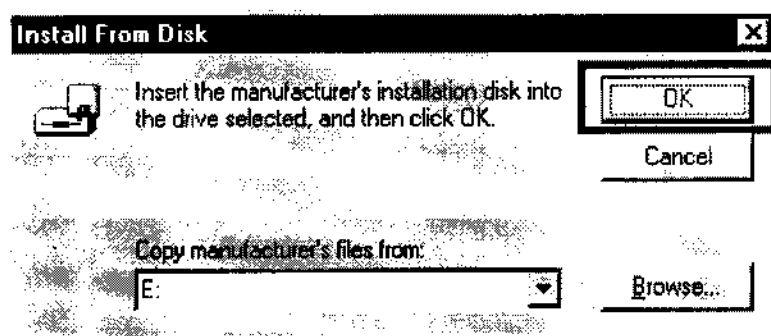 Install From Disk
Insert the manufacturer's installation disk into
the drive selected, and then click OK.
OK
Cancel
Copy manufacturer's files from:
E:
Browse...